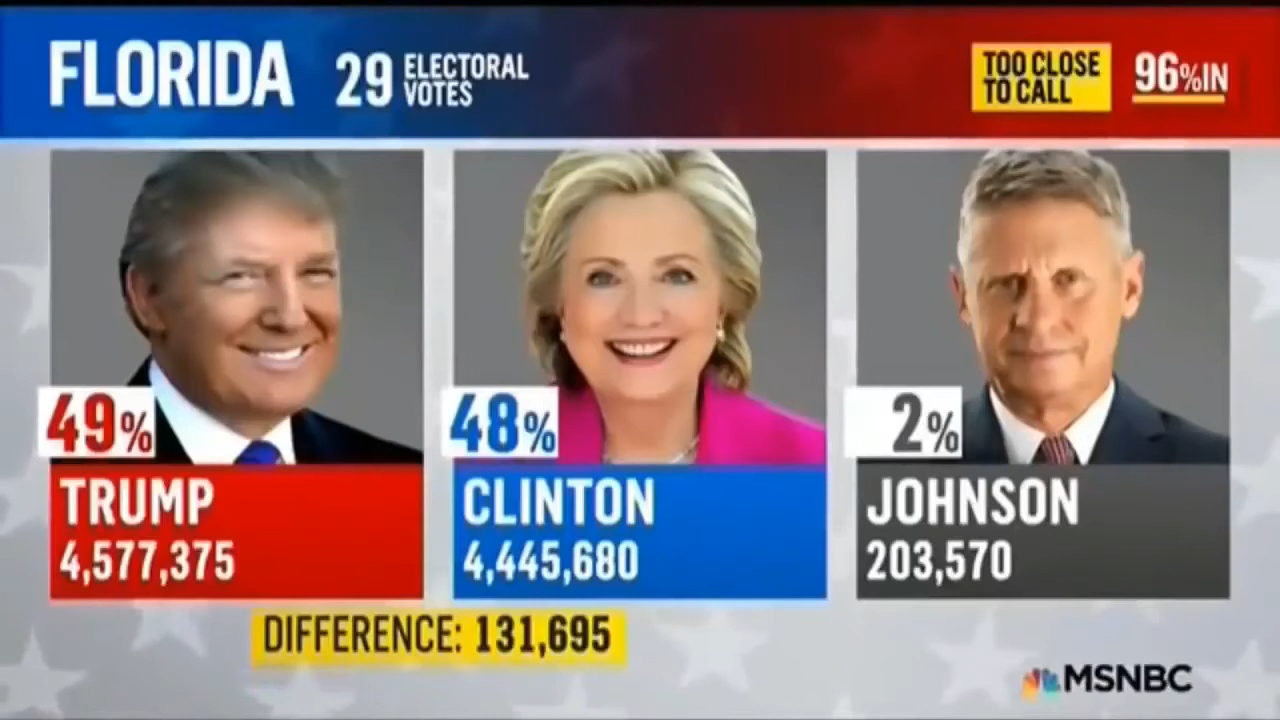 FLORIDA
29 ELECTORAL VOTES
TOO CLOSE
TO CALL
96%IN
49%
48%
2%
TRUMP
4,577,375
CLINTON
4,445,680
JOHNSON
203,570
DIFFERENCE: 131,695
MSNBC